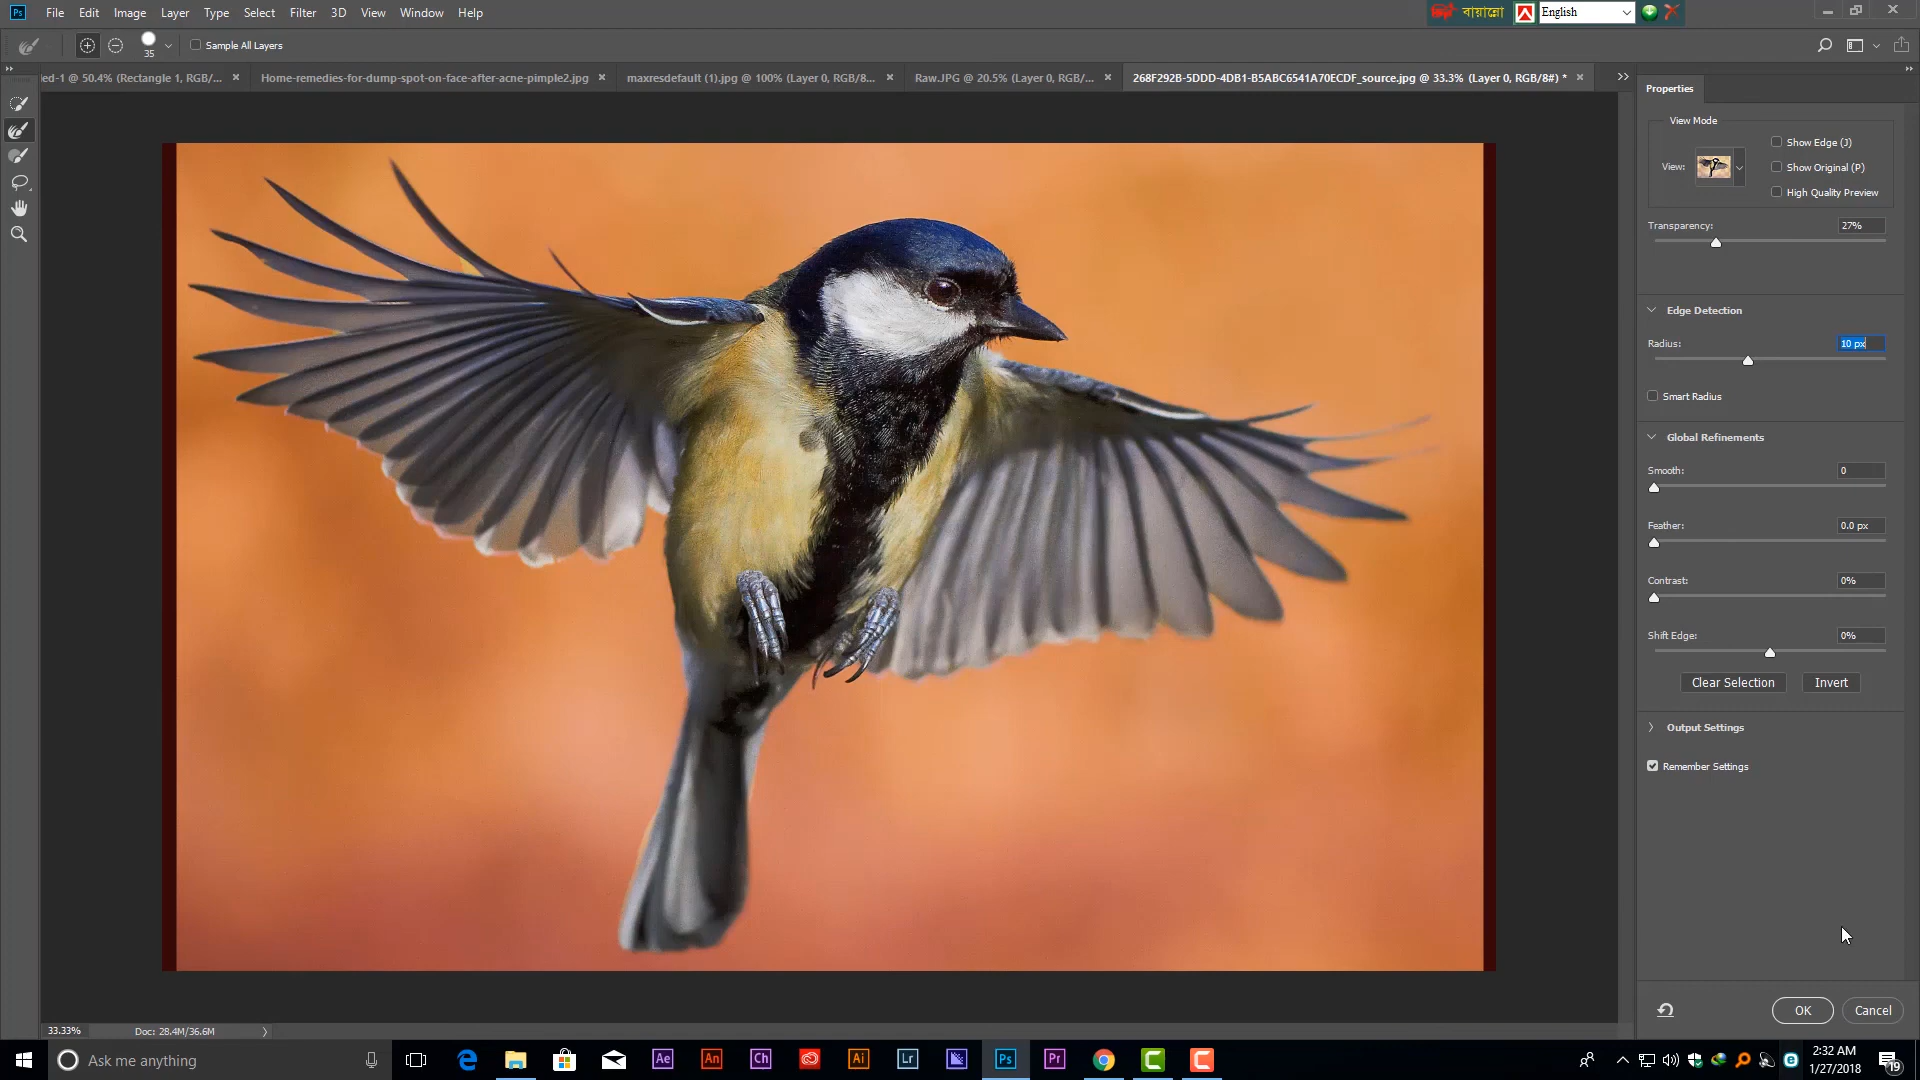 Ps File Edit Image Layer Type Select Filter 3D View Window Help
বায়ান্নো English
35 Sample All Layers
led-1 @ 50.4% (Rectangle 1, RGB/... Home-remedies-for-dump-spot-on-face-after-acne-pimple2.jpg maxresdefault (1).jpg @ 100% (Layer 0, RGB/8... Raw.JPG @ 20.5% (Layer 0, RGB/... 268F292B-5DDD-4DB1-B5ABC6541A70ECDF_source.jpg @ 33.3% (Layer 0, RGB/8#) *
Properties
View Mode
Show Edge (J)
View: Show Original (P)
High Quality Preview
Transparency: 27%
Edge Detection
Radius: 10 px
Smart Radius
Global Refinements
Smooth: 0
Feather: 0.0 px
Contrast: 0%
Shift Edge: 0%
Clear Selection Invert
Output Settings
Remember Settings
OK Cancel
33.33% Doc: 28.4M/36.6M
Ask me anything Ae An Ch Ai Lr Ps Pr
2:32 AM
1/27/2018
19